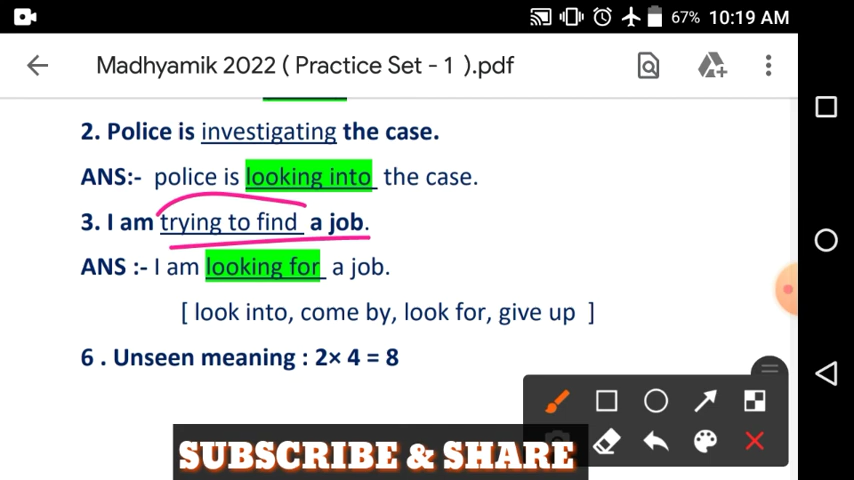 67% 10:19 AM
Madhyamik 2022 ( Practice Set - 1 ).pdf
2. Police is investigating the case.
ANS:- police is looking into the case.
3. I am trying to find a job.
ANS :- I am looking for a job.
[ look into, come by, look for, give up ]
6 . Unseen meaning : 2× 4 = 8
SUBSCRIBE & SHARE